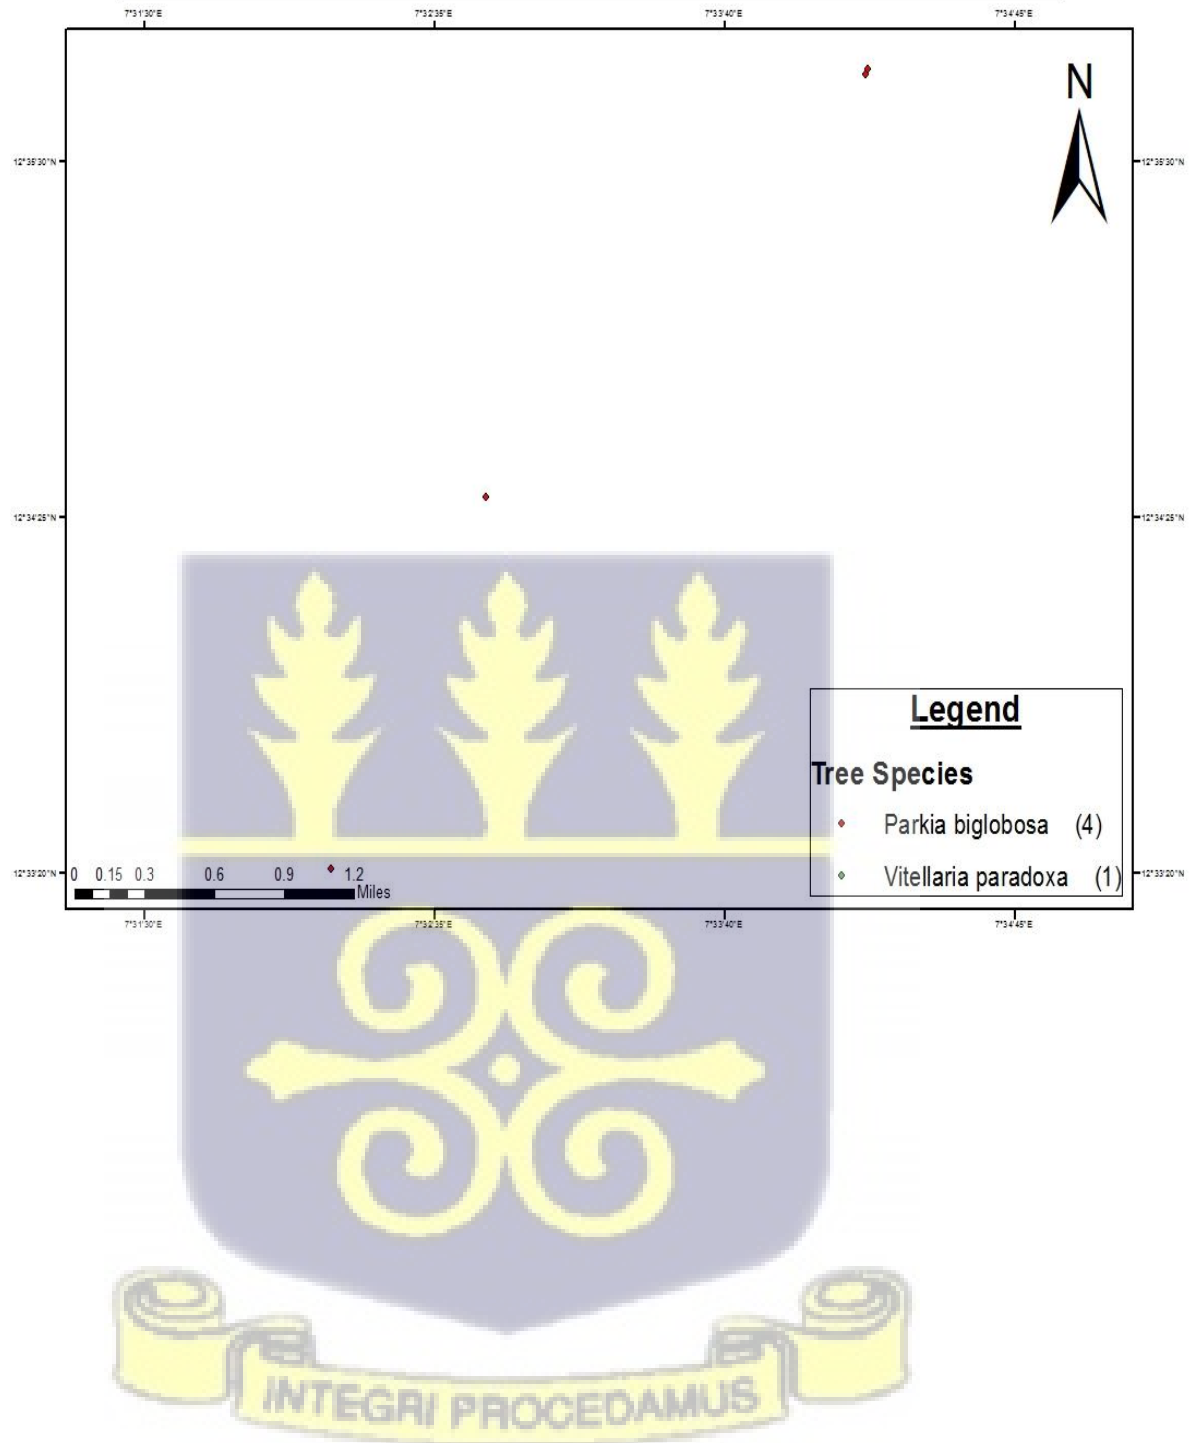 7°31'30"E 7°32'35"E 7°33'40"E 7°34'45"E
N
12°35'30"N 12°35'30"N
12°34'25"N 12°34'25"N
Legend
Tree Species
Parkia biglobosa (4)
Vitellaria paradoxa (1)
12°33'20"N 12°33'20"N
0 0.15 0.3 0.6 0.9 1.2
Miles
7°31'30"E 7°32'35"E 7°33'40"E 7°34'45"E
INTEGRI PROCEDAMUS